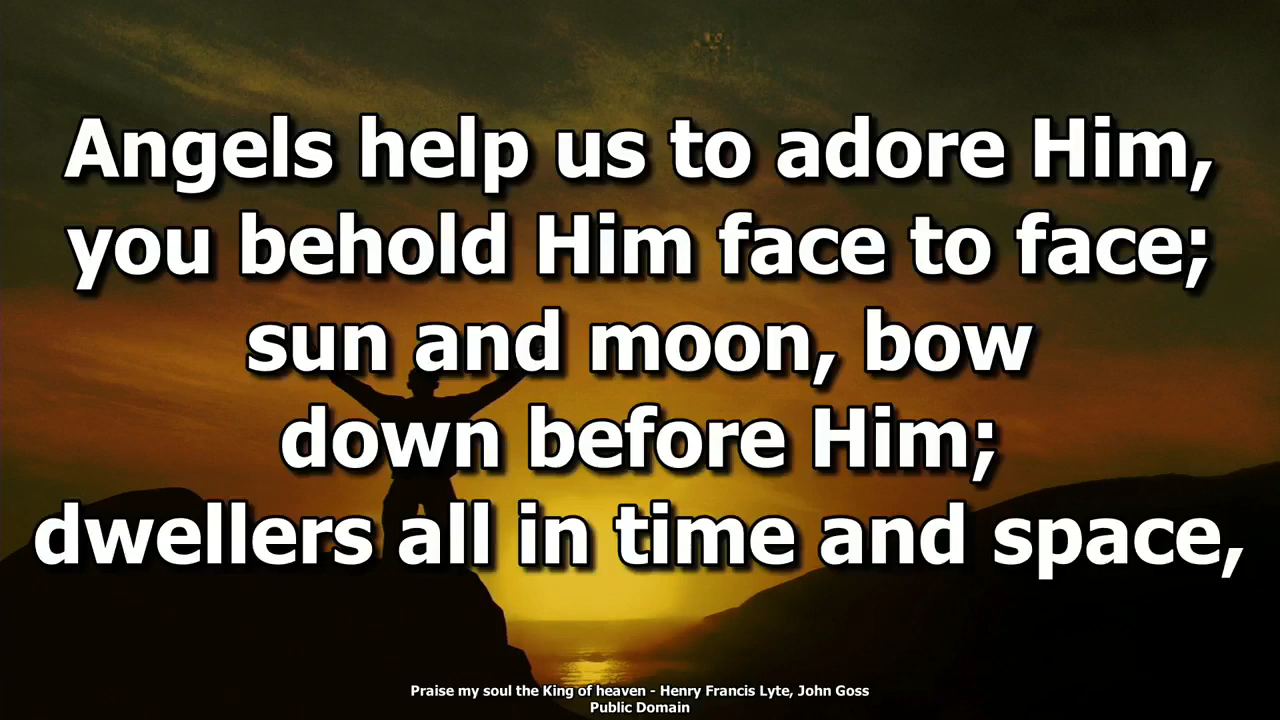 Angels help us to adore Him,
you behold Him face to face;
sun and moon, bow
down before Him;
dwellers all in time and space,
Praise my soul the King of heaven - Henry Francis Lyte, John Goss
Public Domain